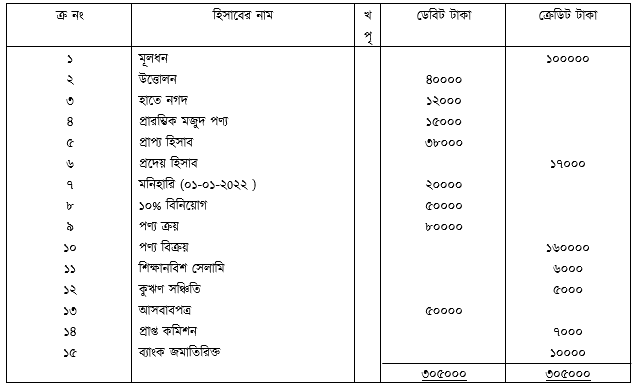 ক্র নং হিসাবের নাম খ পৃ ডেবিট টাকা ক্রেডিট টাকা
১ মূলধন ১০০০০০
২ উত্তোলন ৪০০০০
৩ হাতে নগদ ১২০০০
৪ প্রারম্ভিক মজুদ পণ্য ১৫০০০
৫ প্রাপ্য হিসাব ৩৮০০০
৬ প্রদেয় হিসাব ১৭০০০
৭ মনিহারি (০১-০১-২০২২ ) ২০০০০
৮ ১০% বিনিয়োগ ৫০০০০
৯ পণ্য ক্রয় ৮০০০০
১০ পণ্য বিক্রয় ১৬০০০০
১১ শিক্ষানবিশ সেলামি ৬০০০
১২ কুঋণ সঞ্চিতি ৫০০০
১৩ আসবাবপত্র ৫০০০০
১৪ প্রাপ্ত কমিশন ৭০০০
১৫ ব্যাংক জমাতিরিক্ত ১০০০০
৩০৫০০০ ৩০৫০০০